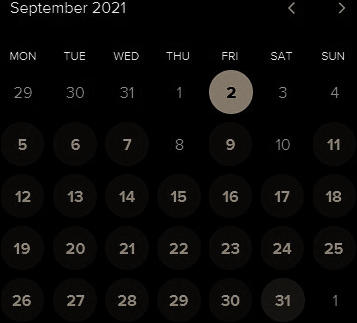 September 2021
MON TUE WED THU FRI SAT SUN
29 30 31 1 2 3 4
5 6 7 8 9 10 11
12 13 14 15 16 17 18
19 20 21 22 23 24 25
26 27 28 29 30 31 1